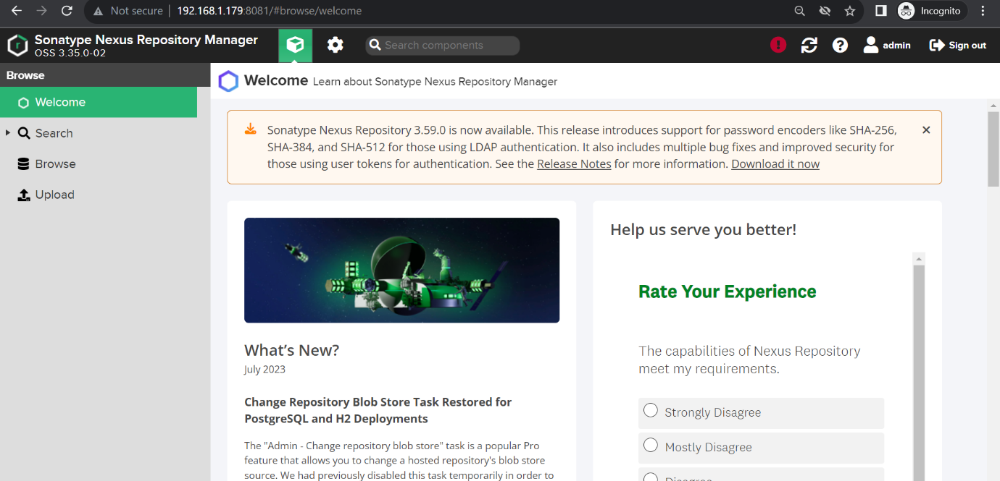 Not secure
192.168.1.179:8081/#browse/welcome
Incognito
Sonatype Nexus Repository Manager
OSS 3.35.0-02
Search components
admin
Sign out
Browse
Welcome
Search
Browse
Upload
Welcome Learn about Sonatype Nexus Repository Manager
Sonatype Nexus Repository 3.59.0 is now available. This release introduces support for password encoders like SHA-256,
SHA-384, and SHA-512 for those using LDAP authentication. It also includes multiple bug fixes and improved security for
those using user tokens for authentication. See the Release Notes for more information. Download it now
What's New?
July 2023
Change Repository Blob Store Task Restored for
PostgreSQL and H2 Deployments
The "Admin - Change repository blob store" task is a popular Pro
feature that allows you to change a hosted repository's blob store
source. We had previously disabled this task temporarily in order to
Help us serve you better!
Rate Your Experience
The capabilities of Nexus Repository
meet my requirements.
Strongly Disagree
Mostly Disagree